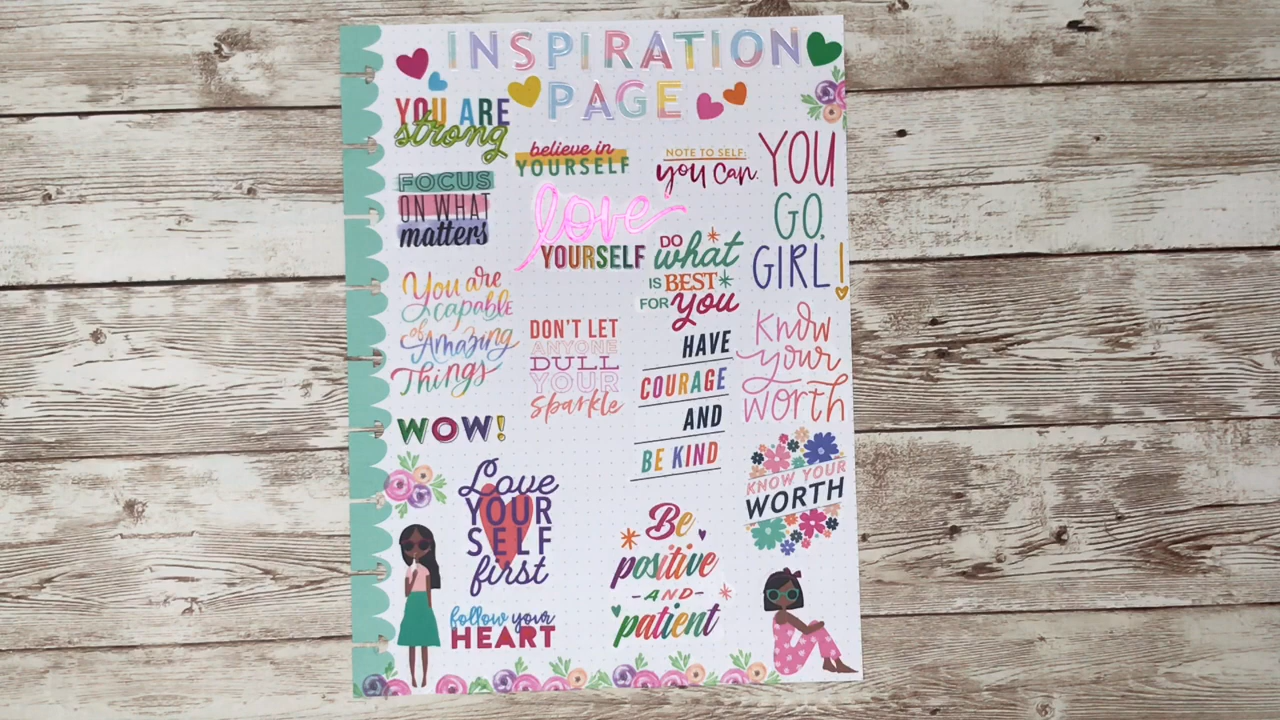 INSPIRATION
PAGE
YOU ARE
strong
believe in
YOURSELF
NOTE TO SELF:
you can.
YOU
GO,
GIRL!
FOCUS
ON WHAT
matters
love
YOURSELF
DO
what
IS BEST
FOR you
You are
capable
of
Amazing
Things
DON'T LET
ANYONE
DULL
YOUR
sparkle
HAVE
COURAGE
AND
BE KIND
Know
your
worth
WOW!
Love
YOUR
SELF
first
KNOW YOUR
WORTH
Be
positive
-AND-
patient
follow your
HEART